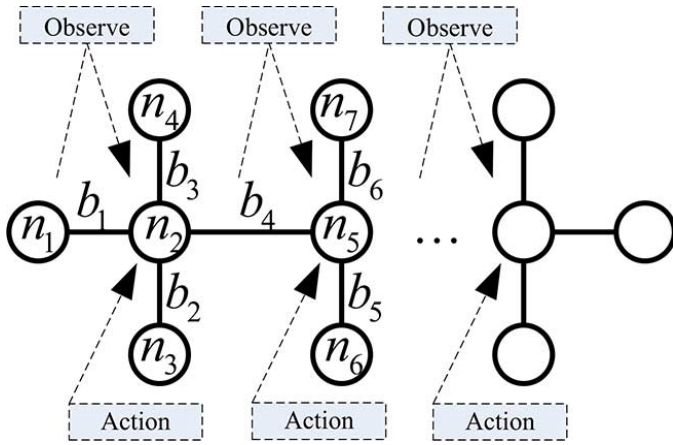 Observe Observe Observe
n₄ n₇
b₃ b₆
n₁ b₁ n₂ b₄ n₅ …
b₂ b₅
n₃ n₆
Action Action Action